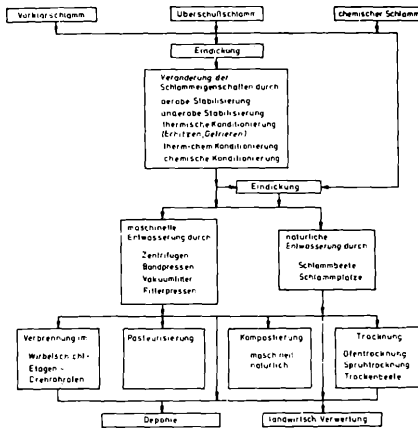 Vorklärschlamm
Überschußschlamm
chemischer Schlamm
Eindickung
Veränderung der
Schlammeigenschaften durch
aerobe Stabilisierung
anaerobe Stabilisierung
thermische Konditionierung
(Erhitzen, Gefrieren)
therm-chem Konditionierung
chemische Konditionierung
Eindickung
maschinelle
Entwässerung durch
Zentrifugen
Bandpressen
Vakuumfilter
Filterpressen
natürliche
Entwässerung durch
Schlammbeete
Schlammplätze
Verbrennung im
Wirbelschicht-
Etagen-
Drehrohrofen
Pasteurisierung
Kompostierung
maschinell
natürlich
Trocknung
Ofentrocknung
Sprühtrocknung
Trockenbeete
Deponie
landwirtsch Verwertung